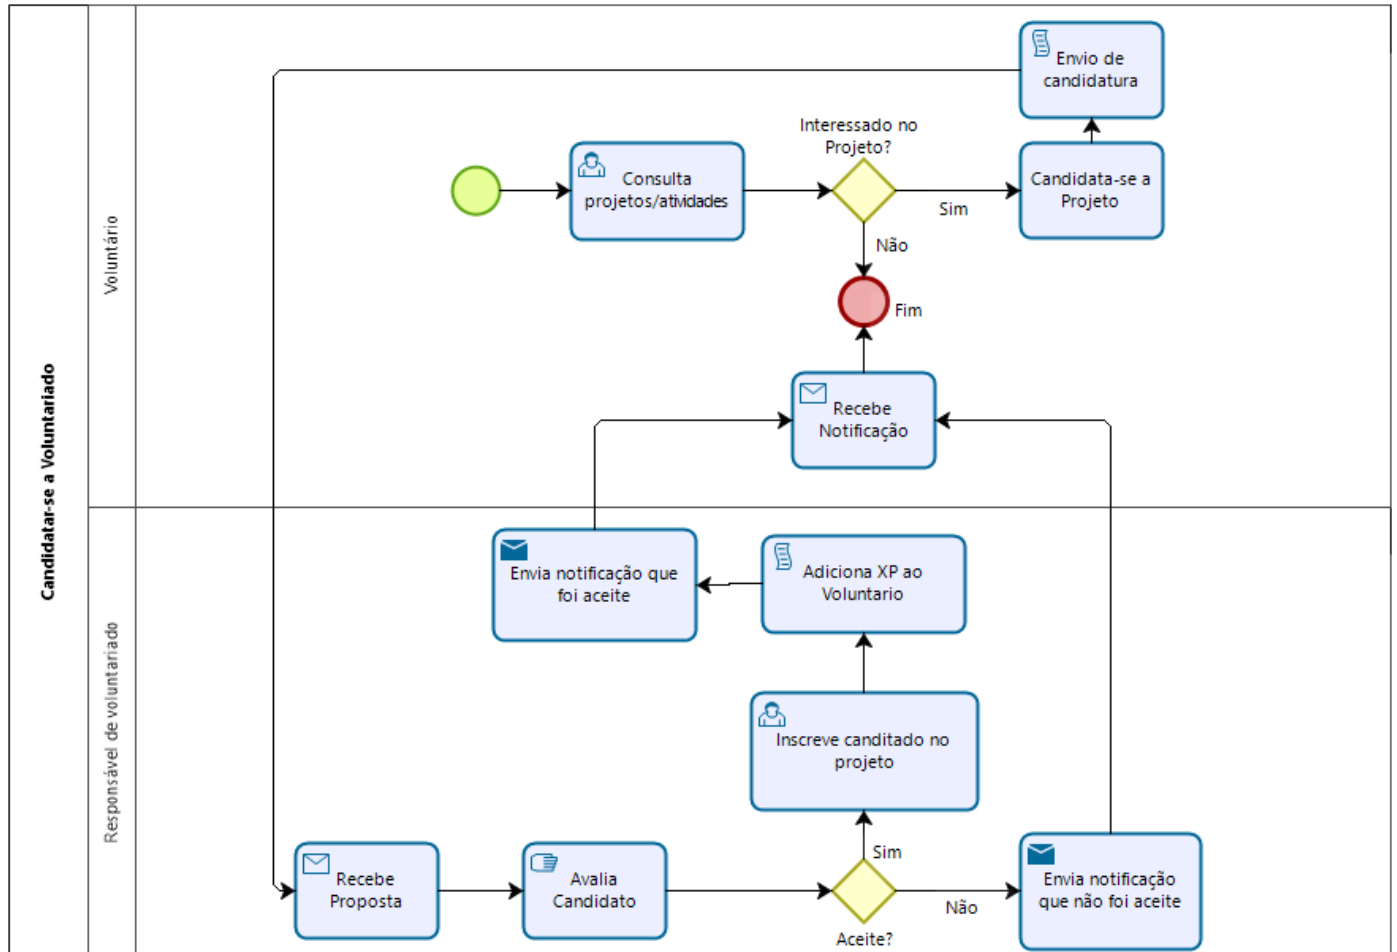 Candidatar-se a Voluntariado
Voluntário
Envio de
candidatura
Interessado no
Projeto?
Consulta
projetos/atividades
Sim
Candidata-se a
Projeto
Não
Fim
Recebe
Notificação
Responsável de voluntariado
Envia notificação que
foi aceite
Adiciona XP ao
Voluntario
Inscreve canditado no
projeto
Sim
Recebe
Proposta
Avalia
Candidato
Aceite?
Não
Envia notificação
que não foi aceite